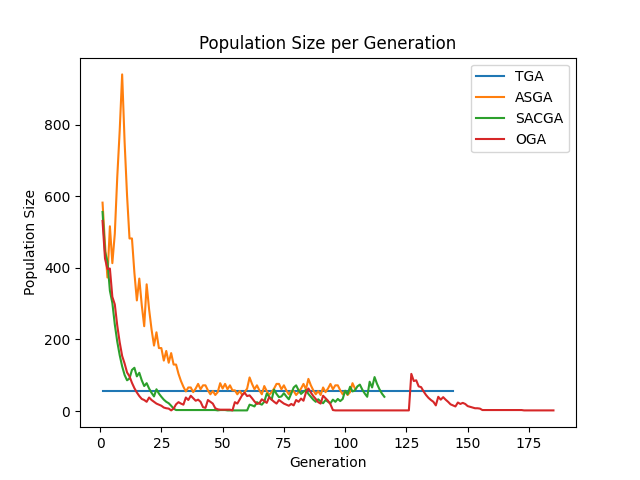 Population Size per Generation
TGA
ASGA
SACGA
OGA
800
600
400
200
0
Population Size
0 25 50 75 100 125 150 175
Generation